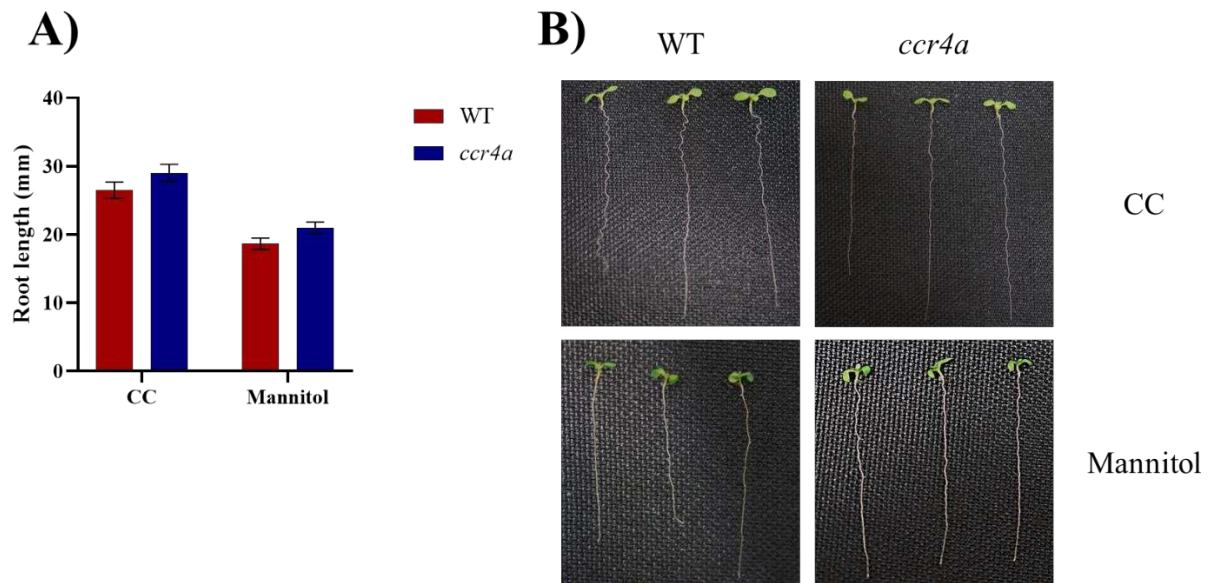 A)
40
30
20
10
0
Root length (mm)
CC
Mannitol
WT
ccr4a
B)
WT
ccr4a
CC
Mannitol